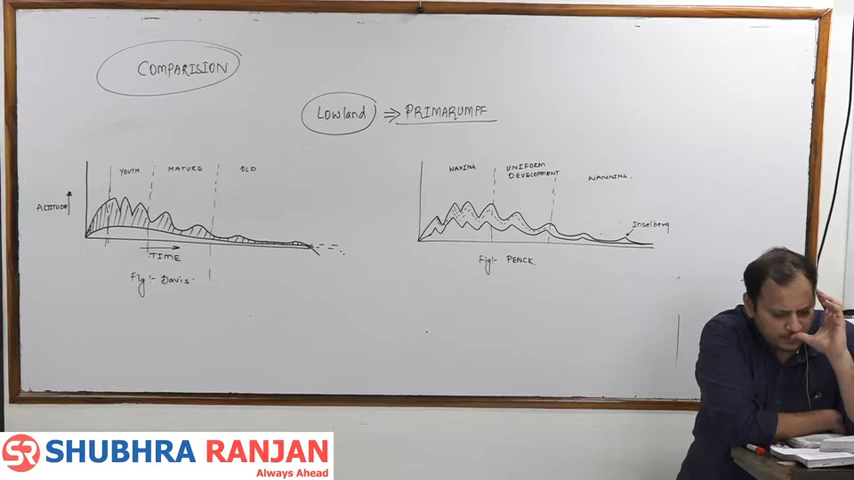 COMPARISION
Lowland ⇒ PRIMARUMPF
YOUTH MATURE OLD
ALTITUDE
TIME
Fig:- Davis
WAXING UNIFORM DEVELOPMENT WANNING.
Inselberg
Fig:- PENCK.
SR SHUBHRA RANJAN
Always Ahead